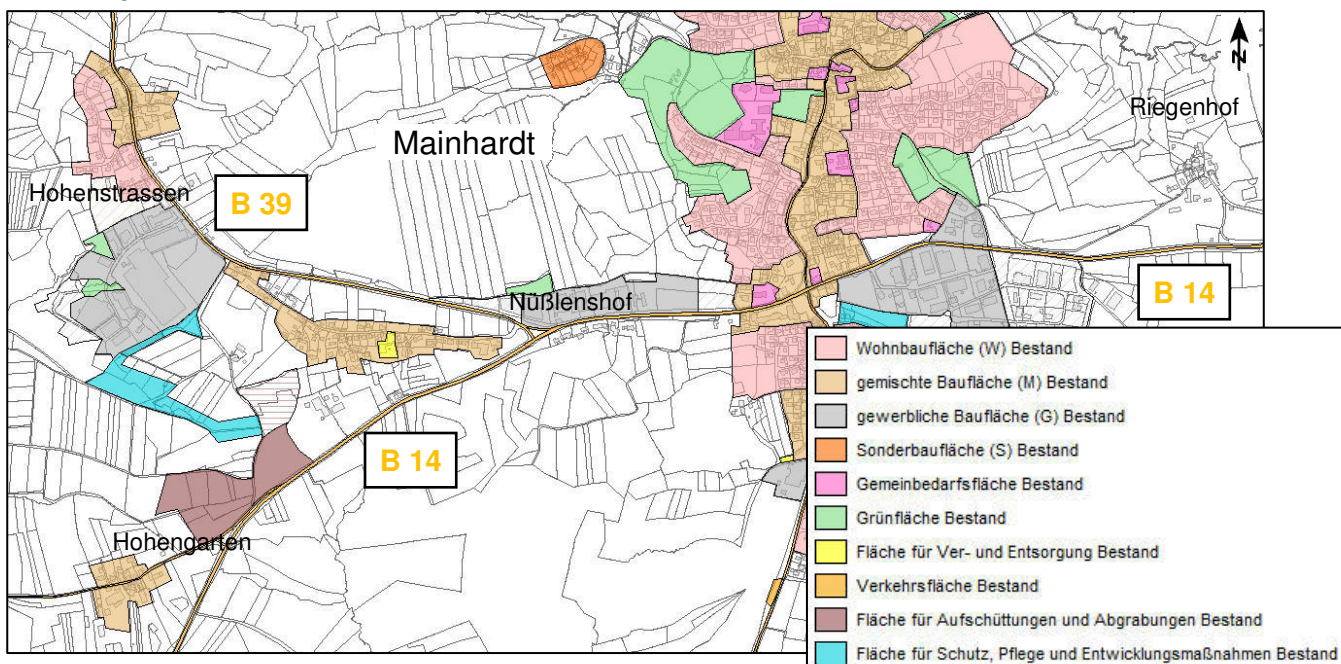 N
Riegenhof
Mainhardt
Hohenstrassen
B 39
B 14
Nüßlenshof
B 14
Hohengarten
Wohnbaufläche (W) Bestand
gemischte Baufläche (M) Bestand
gewerbliche Baufläche (G) Bestand
Sonderbaufläche (S) Bestand
Gemeinbedarfsfläche Bestand
Grünfläche Bestand
Fläche für Ver- und Entsorgung Bestand
Verkehrsfläche Bestand
Fläche für Aufschüttungen und Abgrabungen Bestand
Fläche für Schutz, Pflege und Entwicklungsmaßnahmen Bestand